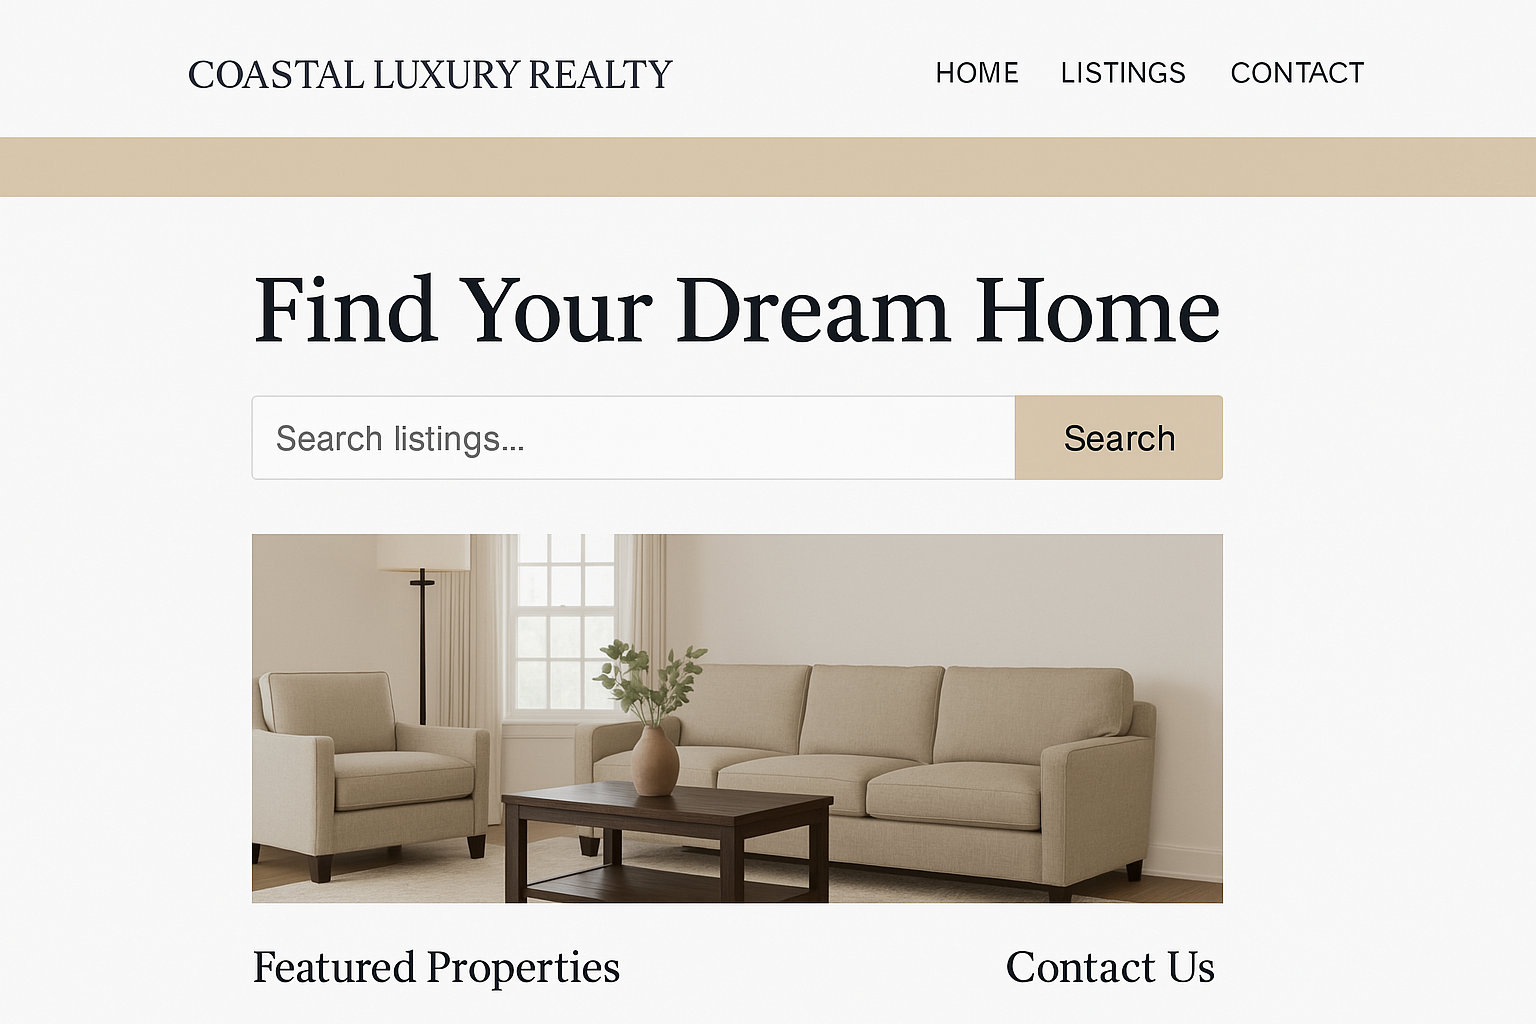 COASTAL LUXURY REALTY
HOME LISTINGS CONTACT
Find Your Dream Home
Search listings...
Search
Featured Properties
Contact Us